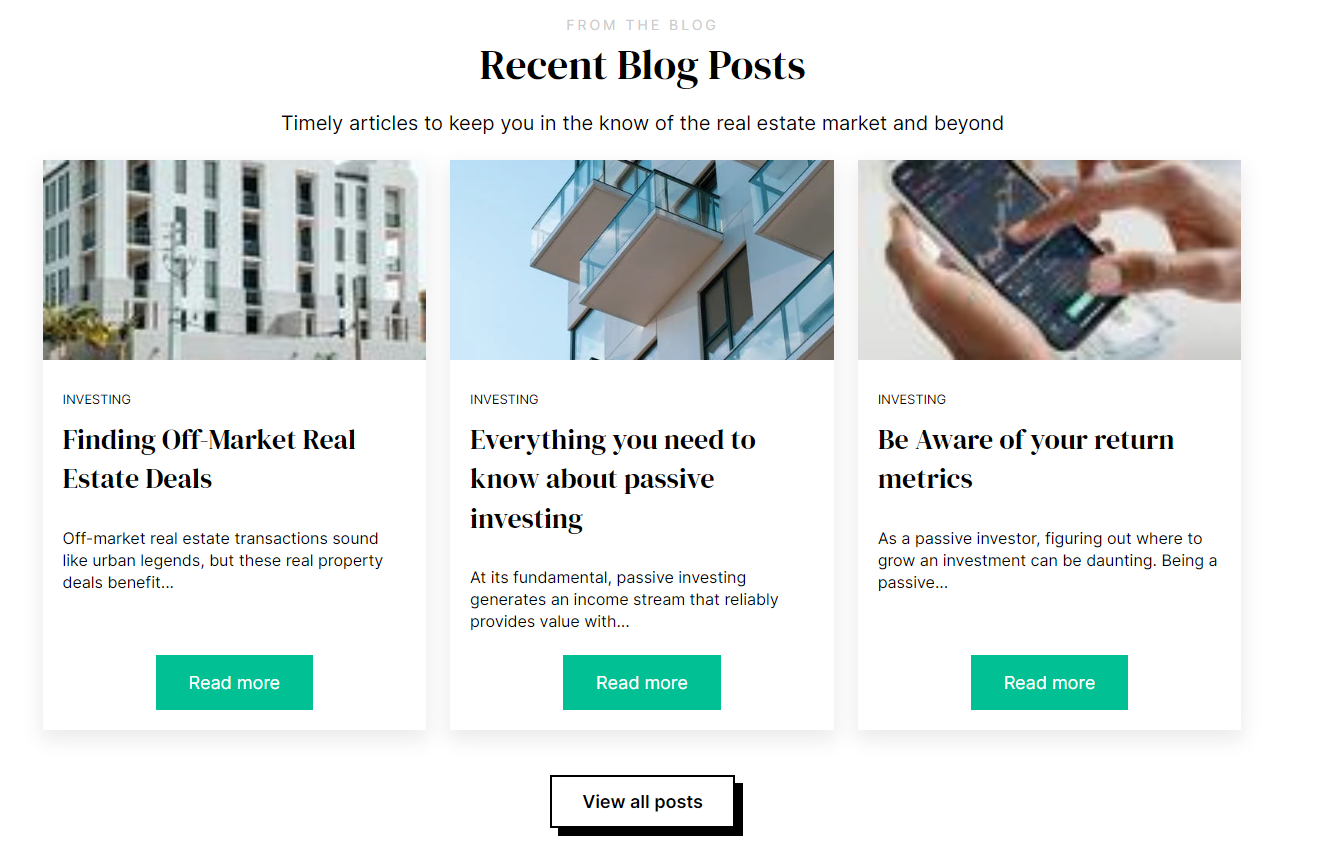 FROM THE BLOG
Recent Blog Posts
Timely articles to keep you in the know of the real estate market and beyond
INVESTING
Finding Off-Market Real
Estate Deals
Off-market real estate transactions sound
like urban legends, but these real property
deals benefit...
Read more
INVESTING
Everything you need to
know about passive
investing
At its fundamental, passive investing
generates an income stream that reliably
provides value with...
Read more
INVESTING
Be Aware of your return
metrics
As a passive investor, figuring out where to
grow an investment can be daunting. Being a
passive...
Read more
View all posts